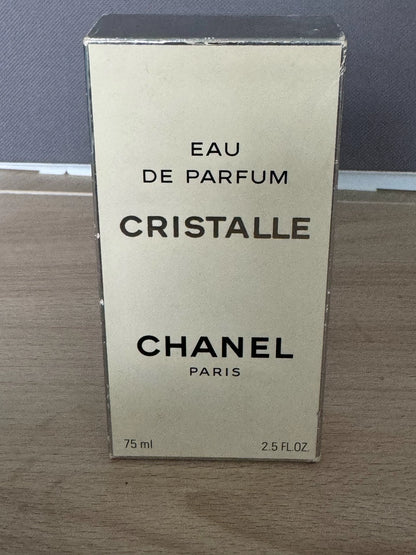 EAU
DE PARFUM
CRISTALLE
CHANEL
PARIS
75 ml 2.5 FL.OZ.